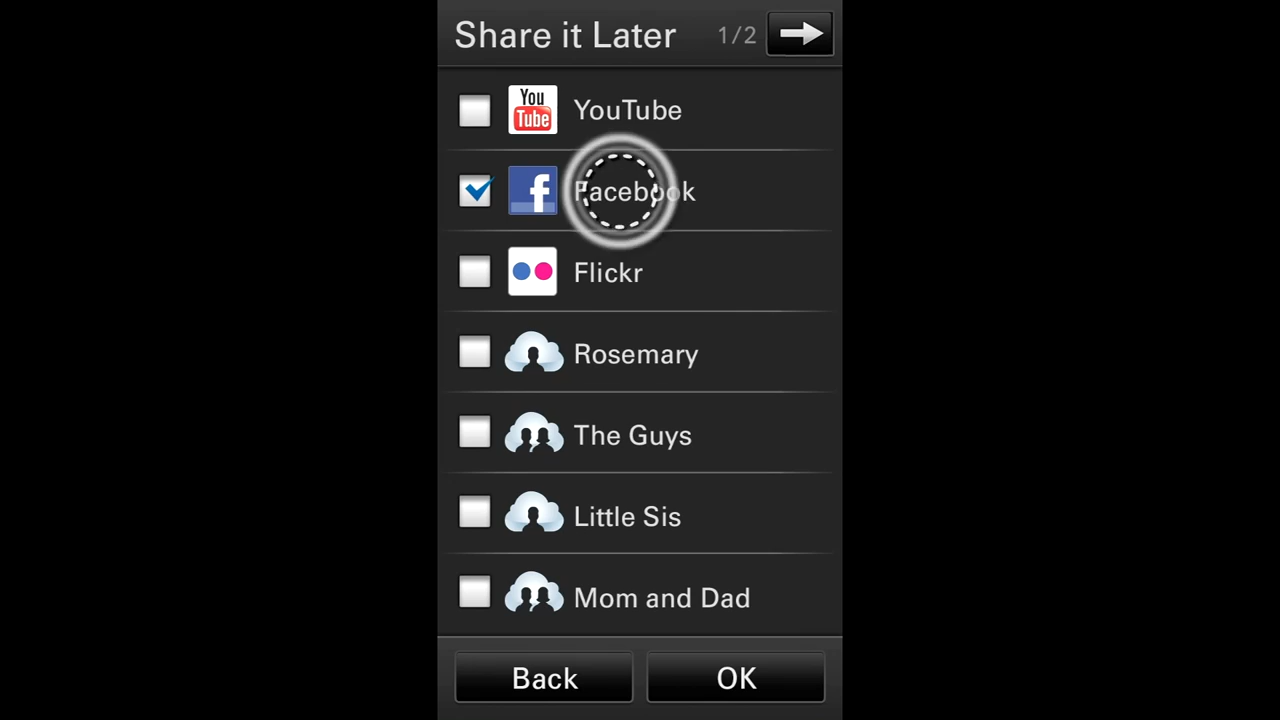 Share it Later 1/2
You
Tube YouTube
f Facebook
Flickr
Rosemary
The Guys
Little Sis
Mom and Dad
Back OK